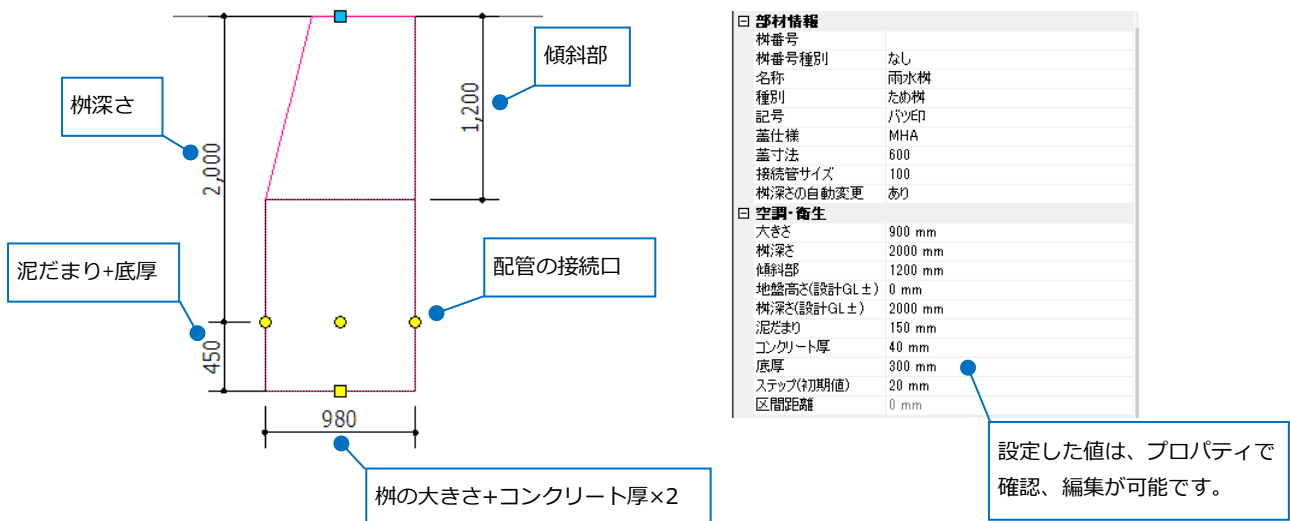 桝深さ
2,000
傾斜部
1,200
泥だまり+底厚
450
配管の接続口
980
桝の大きさ+コンクリート厚×2
部材情報
桝番号
桝番号種別 なし
名称 雨水桝
種別 ため桝
記号 バツ印
蓋仕様 MHA
蓋寸法 600
接続管サイズ 100
桝深さの自動変更 あり
空調・衛生
大きさ 900 mm
桝深さ 2000 mm
傾斜部 1200 mm
地盤高さ(設計GL±) 0 mm
桝深さ(設計GL±) 2000 mm
泥だまり 150 mm
コンクリート厚 40 mm
底厚 300 mm
ステップ(初期値) 20 mm
区間距離 0 mm
設定した値は、プロパティで
確認、編集が可能です。